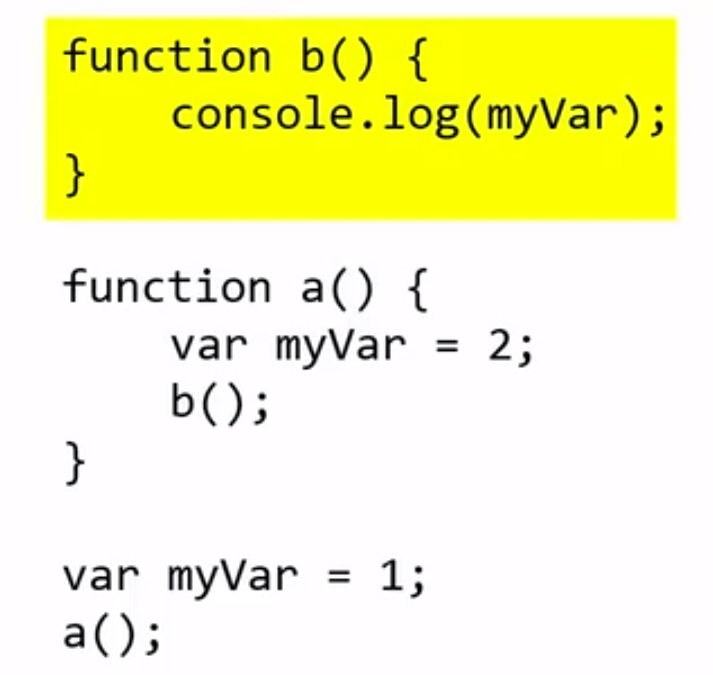 function b() {
    console.log(myVar);
}
function a() {
    var myVar = 2;
    b();
}
var myVar = 1;
a();